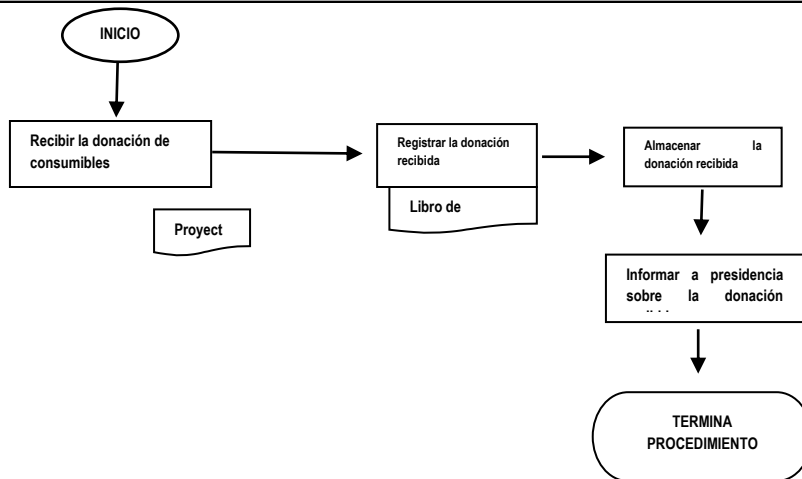 INICIO
Recibir la donación de
consumibles
Registrar la donación
recibida
Almacenar la
donación recibida
Libro de
Proyect
Informar a presidencia
sobre la donación
TERMINA
PROCEDIMIENTO